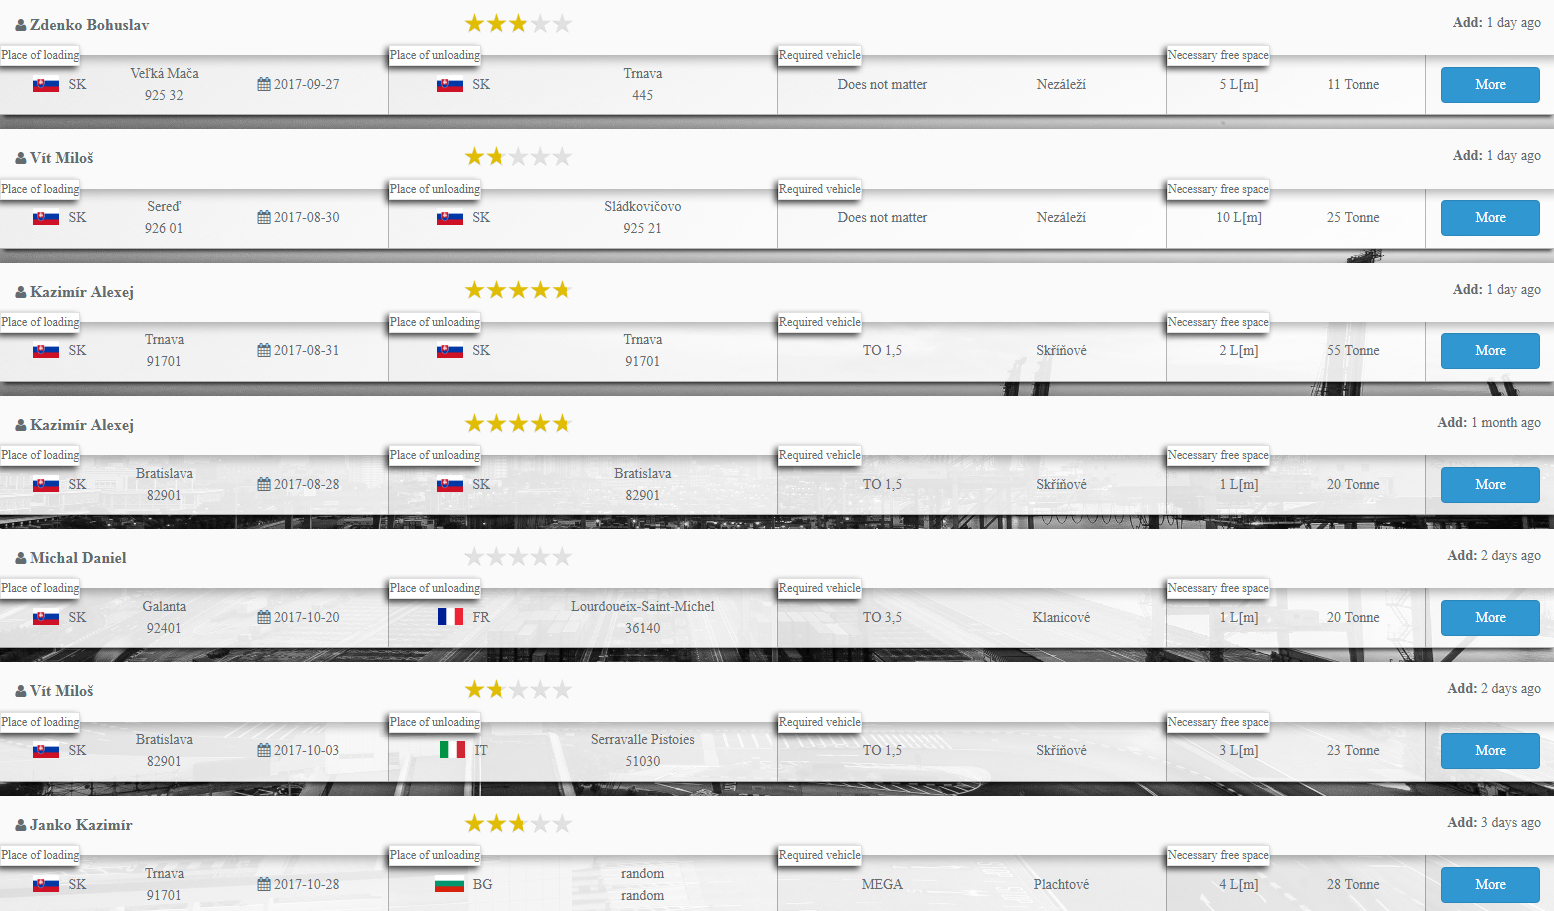 Zdenko Bohuslav
Add: 1 day ago
Place of loading Place of unloading Required vehicle Necessary free space
SK Veľká Mača 925 32 2017-09-27 SK Trnava 445 Does not matter Nezáleží 5 L[m] 11 Tonne More
Vít Miloš
Add: 1 day ago
Place of loading Place of unloading Required vehicle Necessary free space
SK Sereď 926 01 2017-08-30 SK Sládkovičovo 925 21 Does not matter Nezáleží 10 L[m] 25 Tonne More
Kazimír Alexej
Add: 1 day ago
Place of loading Place of unloading Required vehicle Necessary free space
SK Trnava 91701 2017-08-31 SK Trnava 91701 TO 1,5 Skříňové 2 L[m] 55 Tonne More
Kazimír Alexej
Add: 1 month ago
Place of loading Place of unloading Required vehicle Necessary free space
SK Bratislava 82901 2017-08-28 SK Bratislava 82901 TO 1,5 Skříňové 1 L[m] 20 Tonne More
Michal Daniel
Add: 2 days ago
Place of loading Place of unloading Required vehicle Necessary free space
SK Galanta 92401 2017-10-20 FR Lourdoueix-Saint-Michel 36140 TO 3,5 Klanicové 1 L[m] 20 Tonne More
Vít Miloš
Add: 2 days ago
Place of loading Place of unloading Required vehicle Necessary free space
SK Bratislava 82901 2017-10-03 IT Serravalle Pistoies 51030 TO 1,5 Skříňové 3 L[m] 23 Tonne More
Janko Kazimír
Add: 3 days ago
Place of loading Place of unloading Required vehicle Necessary free space
SK Trnava 91701 2017-10-28 BG random random MEGA Plachtové 4 L[m] 28 Tonne More